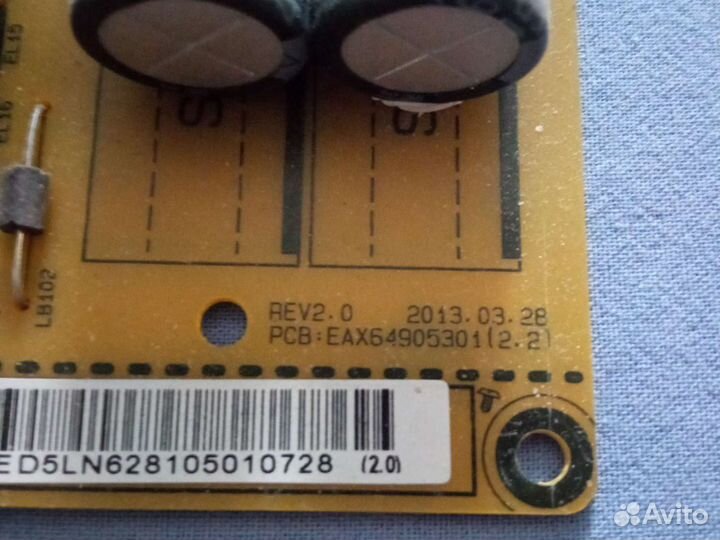 EL15
EL16
S
S
LB102
REV2.0 2013.03.28
PCB:EAX64905301(2.2)
ED5LN628105010728 (2.0)
Avito